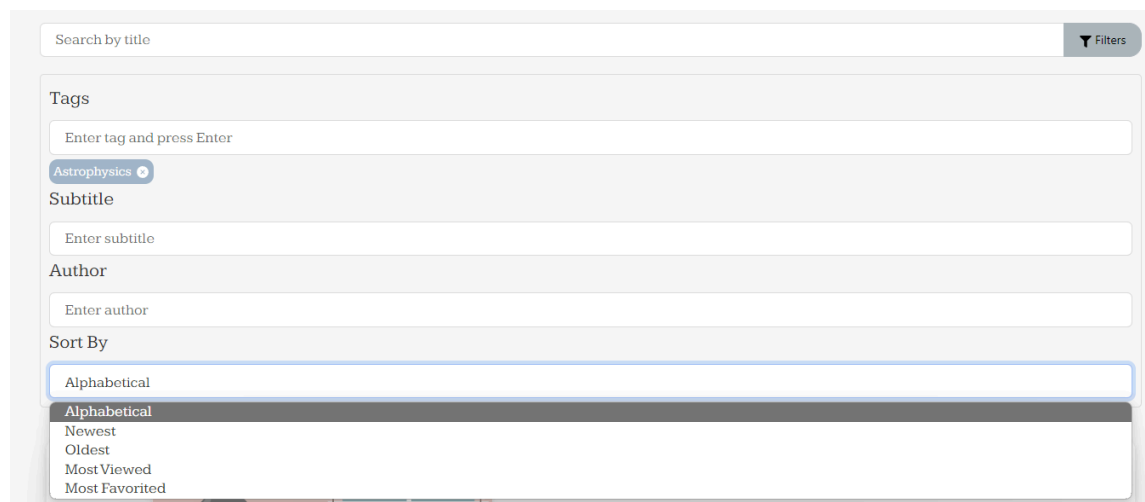 Search by title
Filters
Tags
Enter tag and press Enter
Astrophysics
Subtitle
Enter subtitle
Author
Enter author
Sort By
Alphabetical
Alphabetical
Newest
Oldest
Most Viewed
Most Favorited